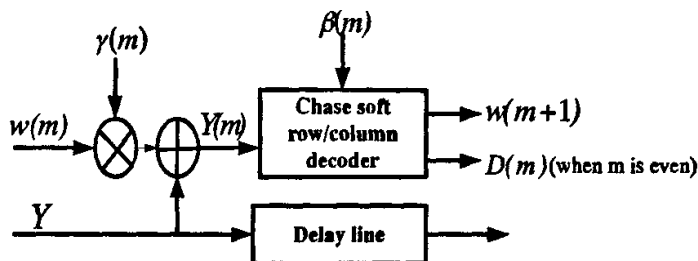 γ(m)
β(m)
w(m)
Y(m)
Chase soft
row/column
decoder
w(m+1)
D(m)(when m is even)
Y
Delay line